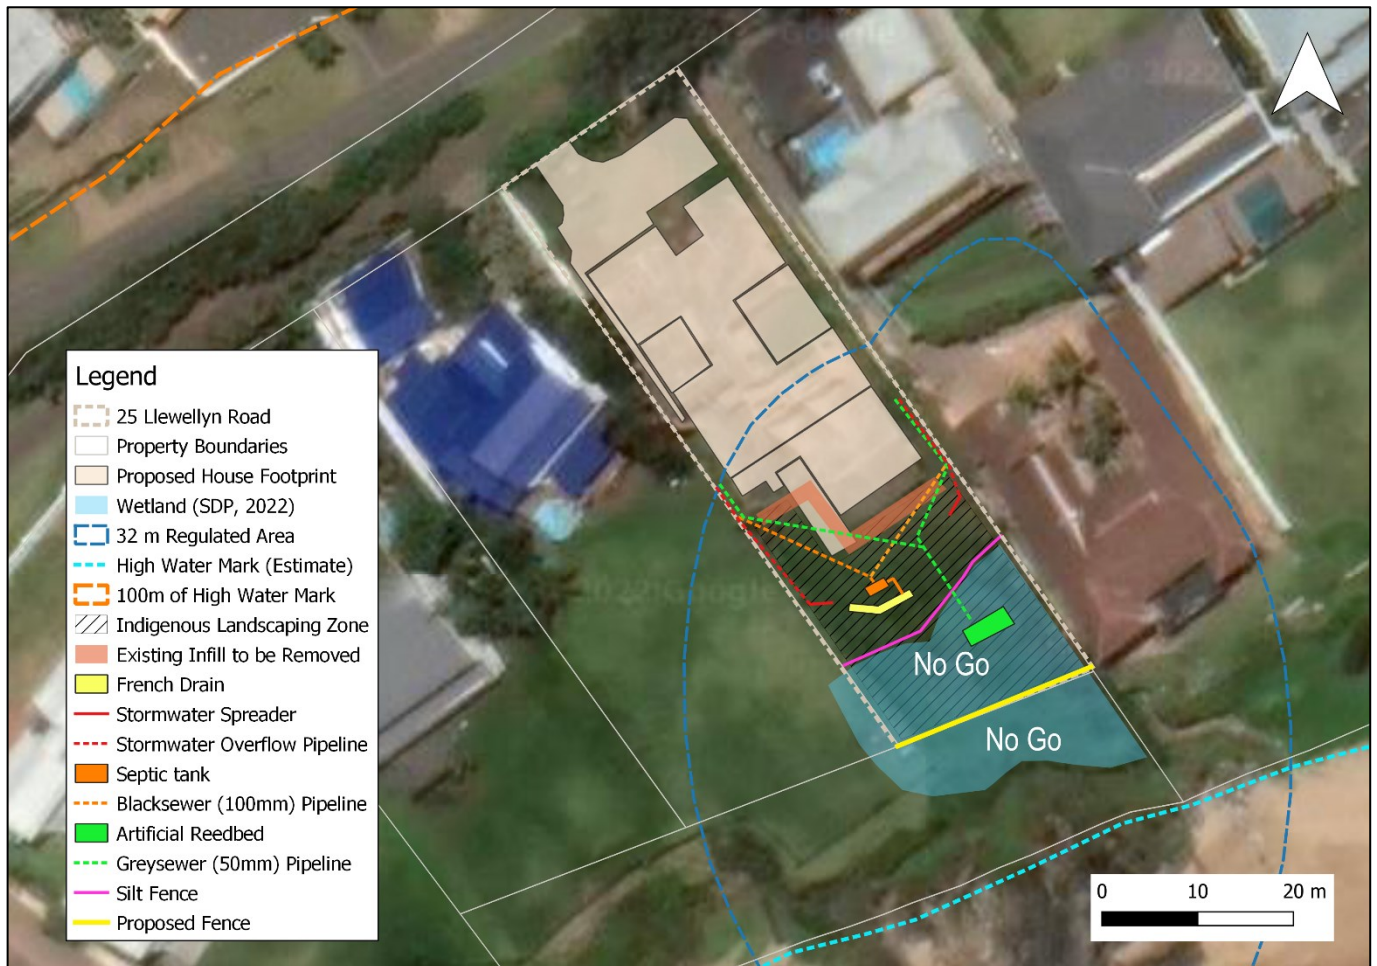 2022 Google
Legend
25 Llewellyn Road
Property Boundaries
Proposed House Footprint
Wetland (SDP, 2022)
32 m Regulated Area
High Water Mark (Estimate)
100m of High Water Mark
Indigenous Landscaping Zone
Existing Infill to be Removed
French Drain
Stormwater Spreader
Stormwater Overflow Pipeline
Septic tank
Blacksewer (100mm) Pipeline
Artificial Reedbed
Greysewer (50mm) Pipeline
Silt Fence
Proposed Fence
No Go
No Go
0 10 20 m